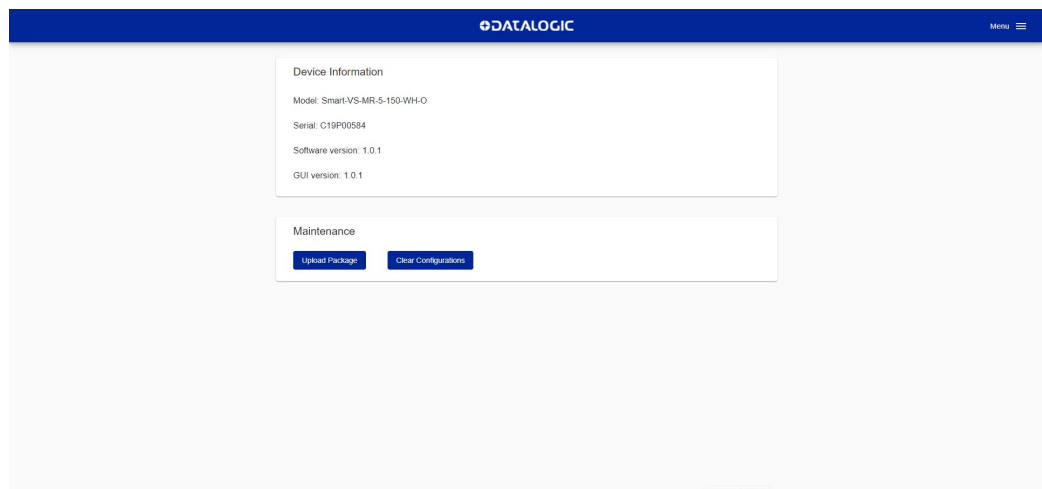 DATALOGIC
Menu
Device Information
Model: Smart-VS-MR-5-150-WH-O
Serial: C19P00584
Software version: 1.0.1
GUI version: 1.0.1
Maintenance
Upload Package Clear Configurations